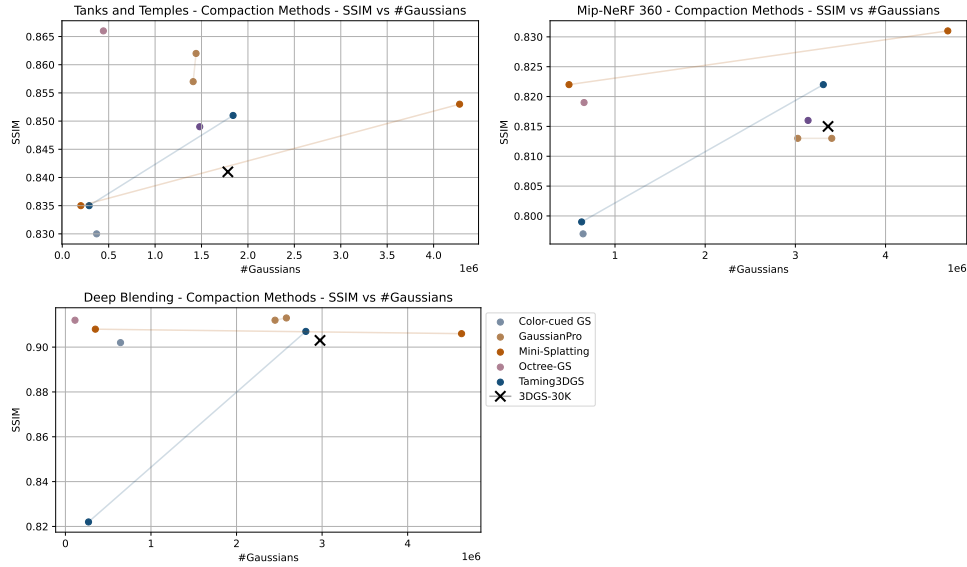 Tanks and Temples - Compaction Methods - SSIM vs #Gaussians
0.865
0.860
0.855
0.850
0.845
0.840
0.835
0.830
SSIM
0.0 0.5 1.0 1.5 2.0 2.5 3.0 3.5 4.0
#Gaussians
1e6
Mip-NeRF 360 - Compaction Methods - SSIM vs #Gaussians
0.830
0.825
0.820
0.815
0.810
0.805
0.800
SSIM
1 2 3 4
#Gaussians
1e6
Deep Blending - Compaction Methods - SSIM vs #Gaussians
0.90
0.88
0.86
0.84
0.82
SSIM
0 1 2 3 4
#Gaussians
1e6
Color-cued GS
GaussianPro
Mini-Splatting
Octree-GS
Taming3DGS
3DGS-30K